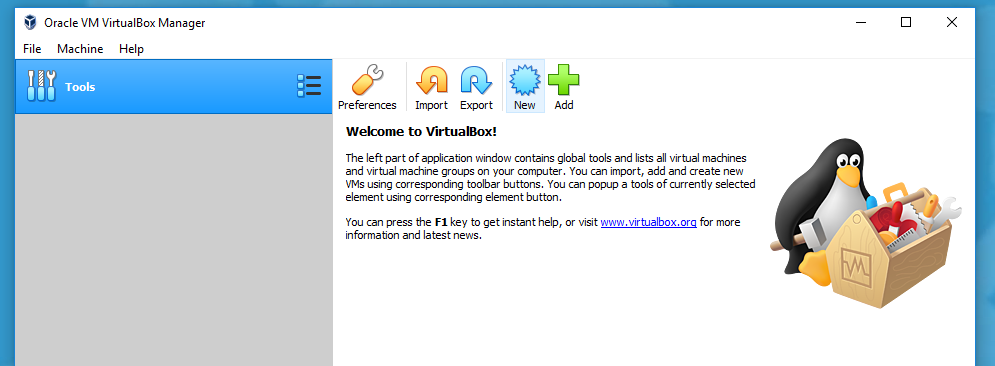 Oracle VM VirtualBox Manager
File Machine Help
Tools
Preferences Import Export New Add
Welcome to VirtualBox!
The left part of application window contains global tools and lists all virtual machines
and virtual machine groups on your computer. You can import, add and create new
VMs using corresponding toolbar buttons. You can popup a tools of currently selected
element using corresponding element button.
You can press the F1 key to get instant help, or visit www.virtualbox.org for more
information and latest news.